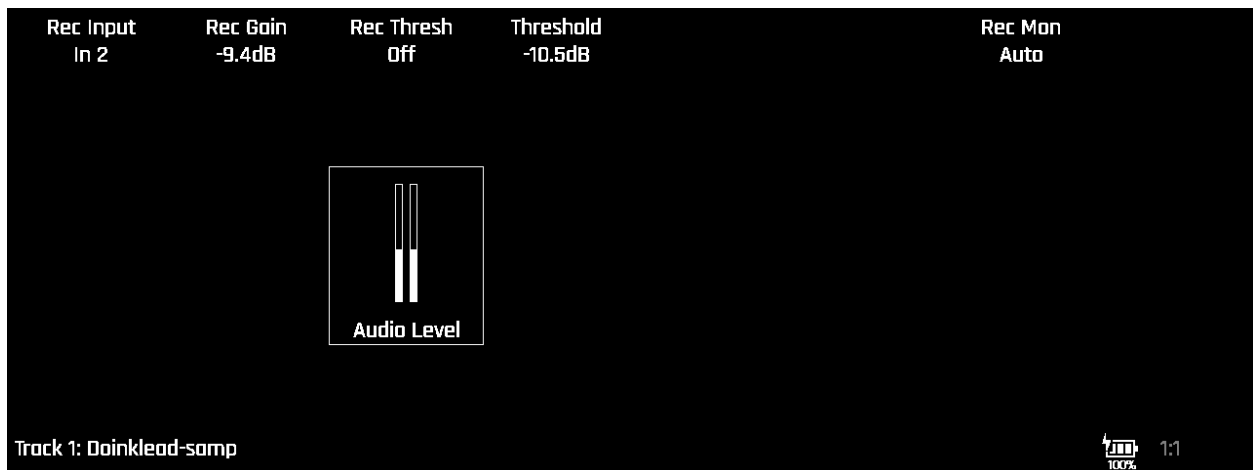 Rec Input Rec Gain Rec Thresh Threshold Rec Mon
In 2 -9.4dB Off -10.5dB Auto
Audio Level
Track 1: Doinklead-samp 1:1
100%